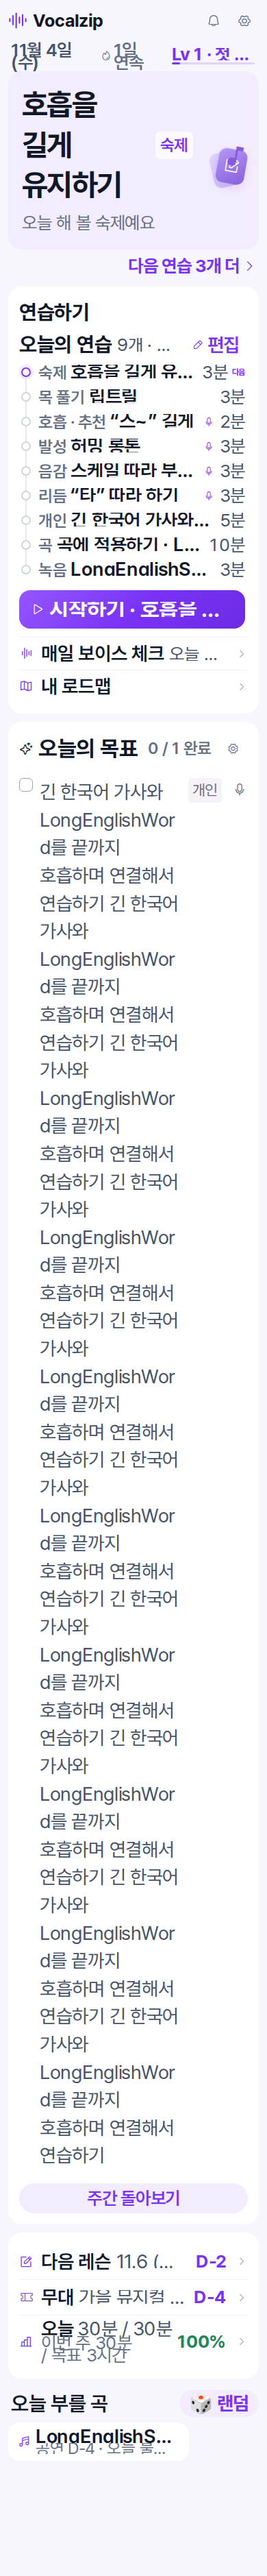 Vocalzip
11월 4일 (수)
1일 연속
Lv 1 · 첫 ...
호흡을
길게
유지하기
숙제
오늘 해 볼 숙제예요
다음 연습 3개 더
연습하기
오늘의 연습 9개 · ...
편집
숙제 호흡을 길게 유... 3분 다음
목 풀기 립트릴 3분
호흡 · 추천 “스~” 길게 2분
발성 허밍 롱톤 3분
음감 스케일 따라 부... 3분
리듬 “타” 따라 하기 3분
개인 긴 한국어 가사와... 5분
곡 곡에 적용하기 · L... 10분
녹음 LongEnglishS... 3분
시작하기 · 호흡을 ...
매일 보이스 체크 오늘 ...
내 로드맵
오늘의 목표 0 / 1 완료
긴 한국어 가사와 개인
LongEnglishWor
d를 끝까지
호흡하며 연결해서
연습하기 긴 한국어
가사와
LongEnglishWor
d를 끝까지
호흡하며 연결해서
연습하기 긴 한국어
가사와
LongEnglishWor
d를 끝까지
호흡하며 연결해서
연습하기 긴 한국어
가사와
LongEnglishWor
d를 끝까지
호흡하며 연결해서
연습하기 긴 한국어
가사와
LongEnglishWor
d를 끝까지
호흡하며 연결해서
연습하기 긴 한국어
가사와
LongEnglishWor
d를 끝까지
호흡하며 연결해서
연습하기 긴 한국어
가사와
LongEnglishWor
d를 끝까지
호흡하며 연결해서
연습하기 긴 한국어
가사와
LongEnglishWor
d를 끝까지
호흡하며 연결해서
연습하기 긴 한국어
가사와
LongEnglishWor
d를 끝까지
호흡하며 연결해서
연습하기 긴 한국어
가사와
LongEnglishWor
d를 끝까지
호흡하며 연결해서
연습하기
주간 돌아보기
다음 레슨 11.6 (... D-2
무대 가을 뮤지컬 ... D-4
오늘 30분 / 30분
이번 주 30분
/ 목표 3시간
100%
오늘 부를 곡
랜덤
LongEnglishS...
공연 D-4 · 오늘 불...